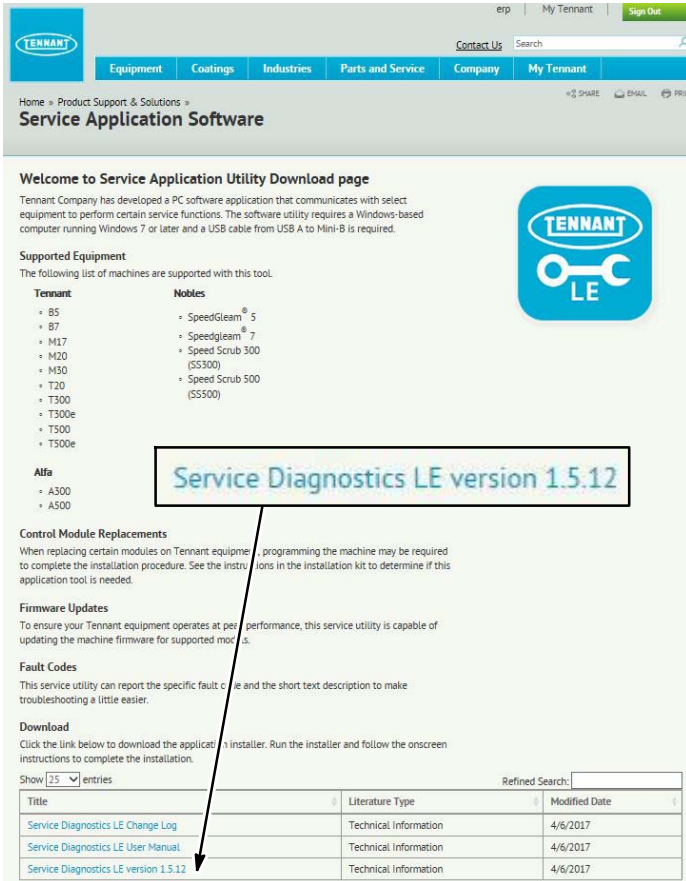 erp | My Tennant | Sign Out
TENNANT
Contact Us Search
Equipment Coatings Industries Parts and Service Company My Tennant
SHARE EMAIL
Home » Product Support & Solutions »
Service Application Software
Welcome to Service Application Utility Download page
Tennant Company has developed a PC software application that communicates with select
equipment to perform certain service functions. The software utility requires a Windows-based
computer running Windows 7 or later and a USB cable from USB A to Mini-B is required.
TENNANT
LE
Supported Equipment
The following list of machines are supported with this tool.
Tennant Nobles
◦ B5
◦ B7
◦ M17
◦ M20
◦ M30
◦ T20
◦ T300
◦ T300e
◦ T500
◦ T500e
◦ SpeedGleam® 5
◦ Speedgleam® 7
◦ Speed Scrub 300
(SS300)
◦ Speed Scrub 500
(SS500)
Alfa
◦ A300
◦ A500
Service Diagnostics LE version 1.5.12
Control Module Replacements
When replacing certain modules on Tennant equipment, programming the machine may be required
to complete the installation procedure. See the instructions in the installation kit to determine if this
application tool is needed.
Firmware Updates
To ensure your Tennant equipment operates at peak performance, this service utility is capable of
updating the machine firmware for supported models.
Fault Codes
This service utility can report the specific fault code and the short text description to make
troubleshooting a little easier.
Download
Click the link below to download the application installer. Run the installer and follow the onscreen
instructions to complete the installation.
Show 25 entries Refined Search:
Title Literature Type Modified Date
Service Diagnostics LE Change Log Technical Information 4/6/2017
Service Diagnostics LE User Manual Technical Information 4/6/2017
Service Diagnostics LE version 1.5.12 Technical Information 4/6/2017